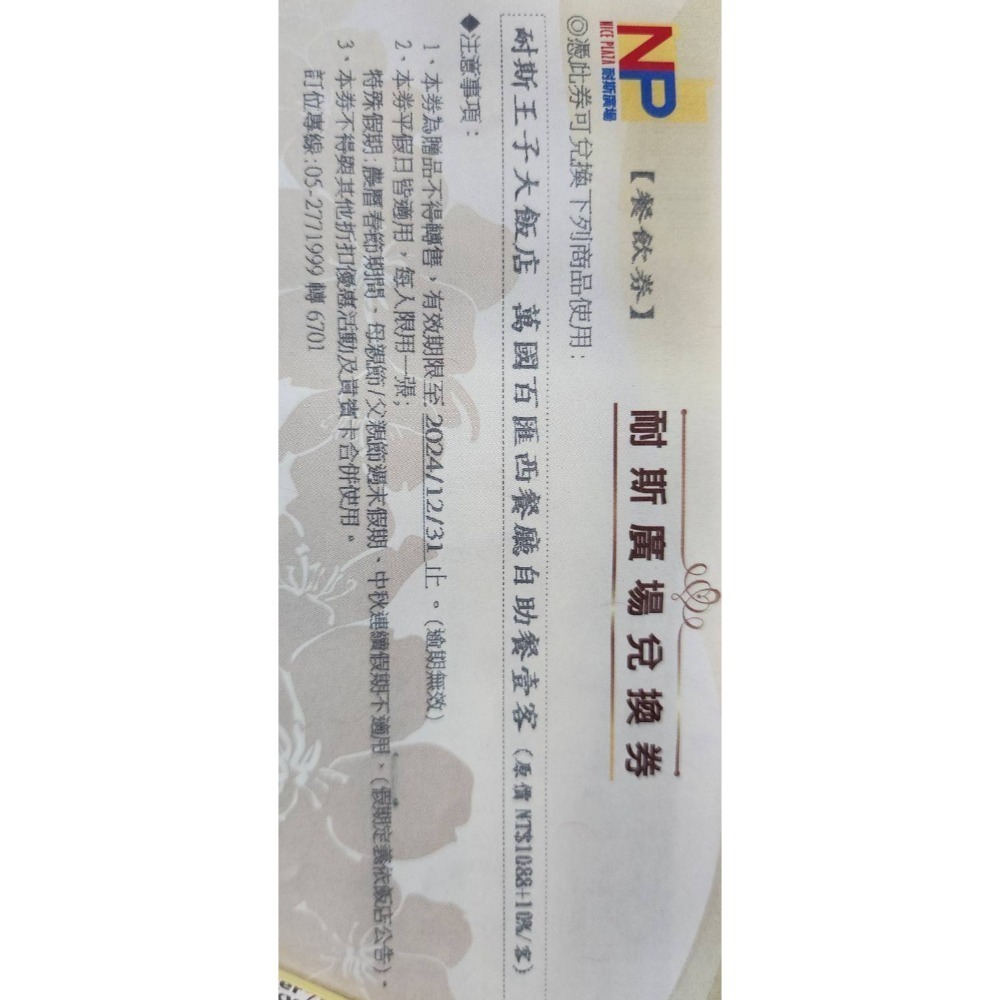 NP
NICE PLAZA 耐斯廣場
耐斯廣場兌換券
【餐飲券】
◎憑此券可兌換下列商品使用：
耐斯王子大飯店 萬國百匯西餐廳自助餐壹客（原價NT$1088+10%/客）
◆注意事項：
1、本券為贈品不得轉售，有效期限至 2024/12/31 止。(逾期無效)
2、本券平假日皆適用，每人限用一張；
特殊假期：農曆春節期間、母親節/父親節週末假期、中秋連續假期不適用，(假期定義依飯店公告)。
3、本券不得與其他折扣優惠活動及貴賓卡合併使用。
訂位專線：05-2771999 轉 6701